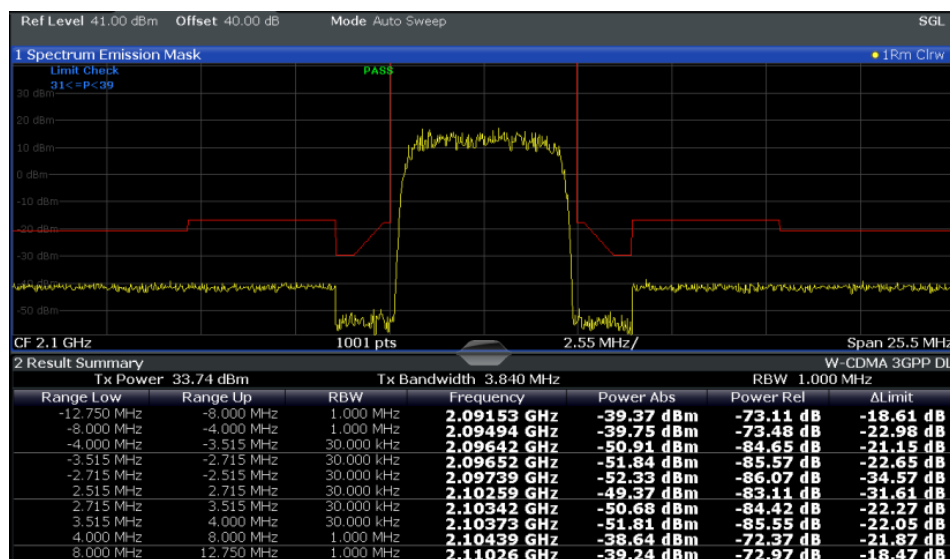 Ref Level 41.00 dBm Offset 40.00 dB Mode Auto Sweep SGL
1 Spectrum Emission Mask 1Rm Clrw
Limit Check PASS
31<=P<39
30 dBm
20 dBm
10 dBm
0 dBm
-10 dBm
-20 dBm
-30 dBm
-50 dBm
CF 2.1 GHz 1001 pts 2.55 MHz/ Span 25.5 MHz
2 Result Summary W-CDMA 3GPP DL
Tx Power 33.74 dBm Tx Bandwidth 3.840 MHz RBW 1.000 MHz
Range Low Range Up RBW Frequency Power Abs Power Rel ΔLimit
-12.750 MHz -8.000 MHz 1.000 MHz 2.09153 GHz -39.37 dBm -73.11 dB -18.61 dB
-8.000 MHz -4.000 MHz 1.000 MHz 2.09494 GHz -39.75 dBm -73.48 dB -22.98 dB
-4.000 MHz -3.515 MHz 30.000 kHz 2.09642 GHz -50.91 dBm -84.65 dB -21.15 dB
-3.515 MHz -2.715 MHz 30.000 kHz 2.09652 GHz -51.84 dBm -85.57 dB -22.65 dB
-2.715 MHz -2.515 MHz 30.000 kHz 2.09739 GHz -52.33 dBm -86.07 dB -34.57 dB
2.515 MHz 2.715 MHz 30.000 kHz 2.10259 GHz -49.37 dBm -83.11 dB -31.61 dB
2.715 MHz 3.515 MHz 30.000 kHz 2.10342 GHz -50.68 dBm -84.42 dB -22.27 dB
3.515 MHz 4.000 MHz 30.000 kHz 2.10373 GHz -51.81 dBm -85.55 dB -22.05 dB
4.000 MHz 8.000 MHz 1.000 MHz 2.10439 GHz -38.64 dBm -72.37 dB -21.87 dB
8.000 MHz 12.750 MHz 1.000 MHz 2.11026 GHz -39.24 dBm -72.97 dB -18.47 dB